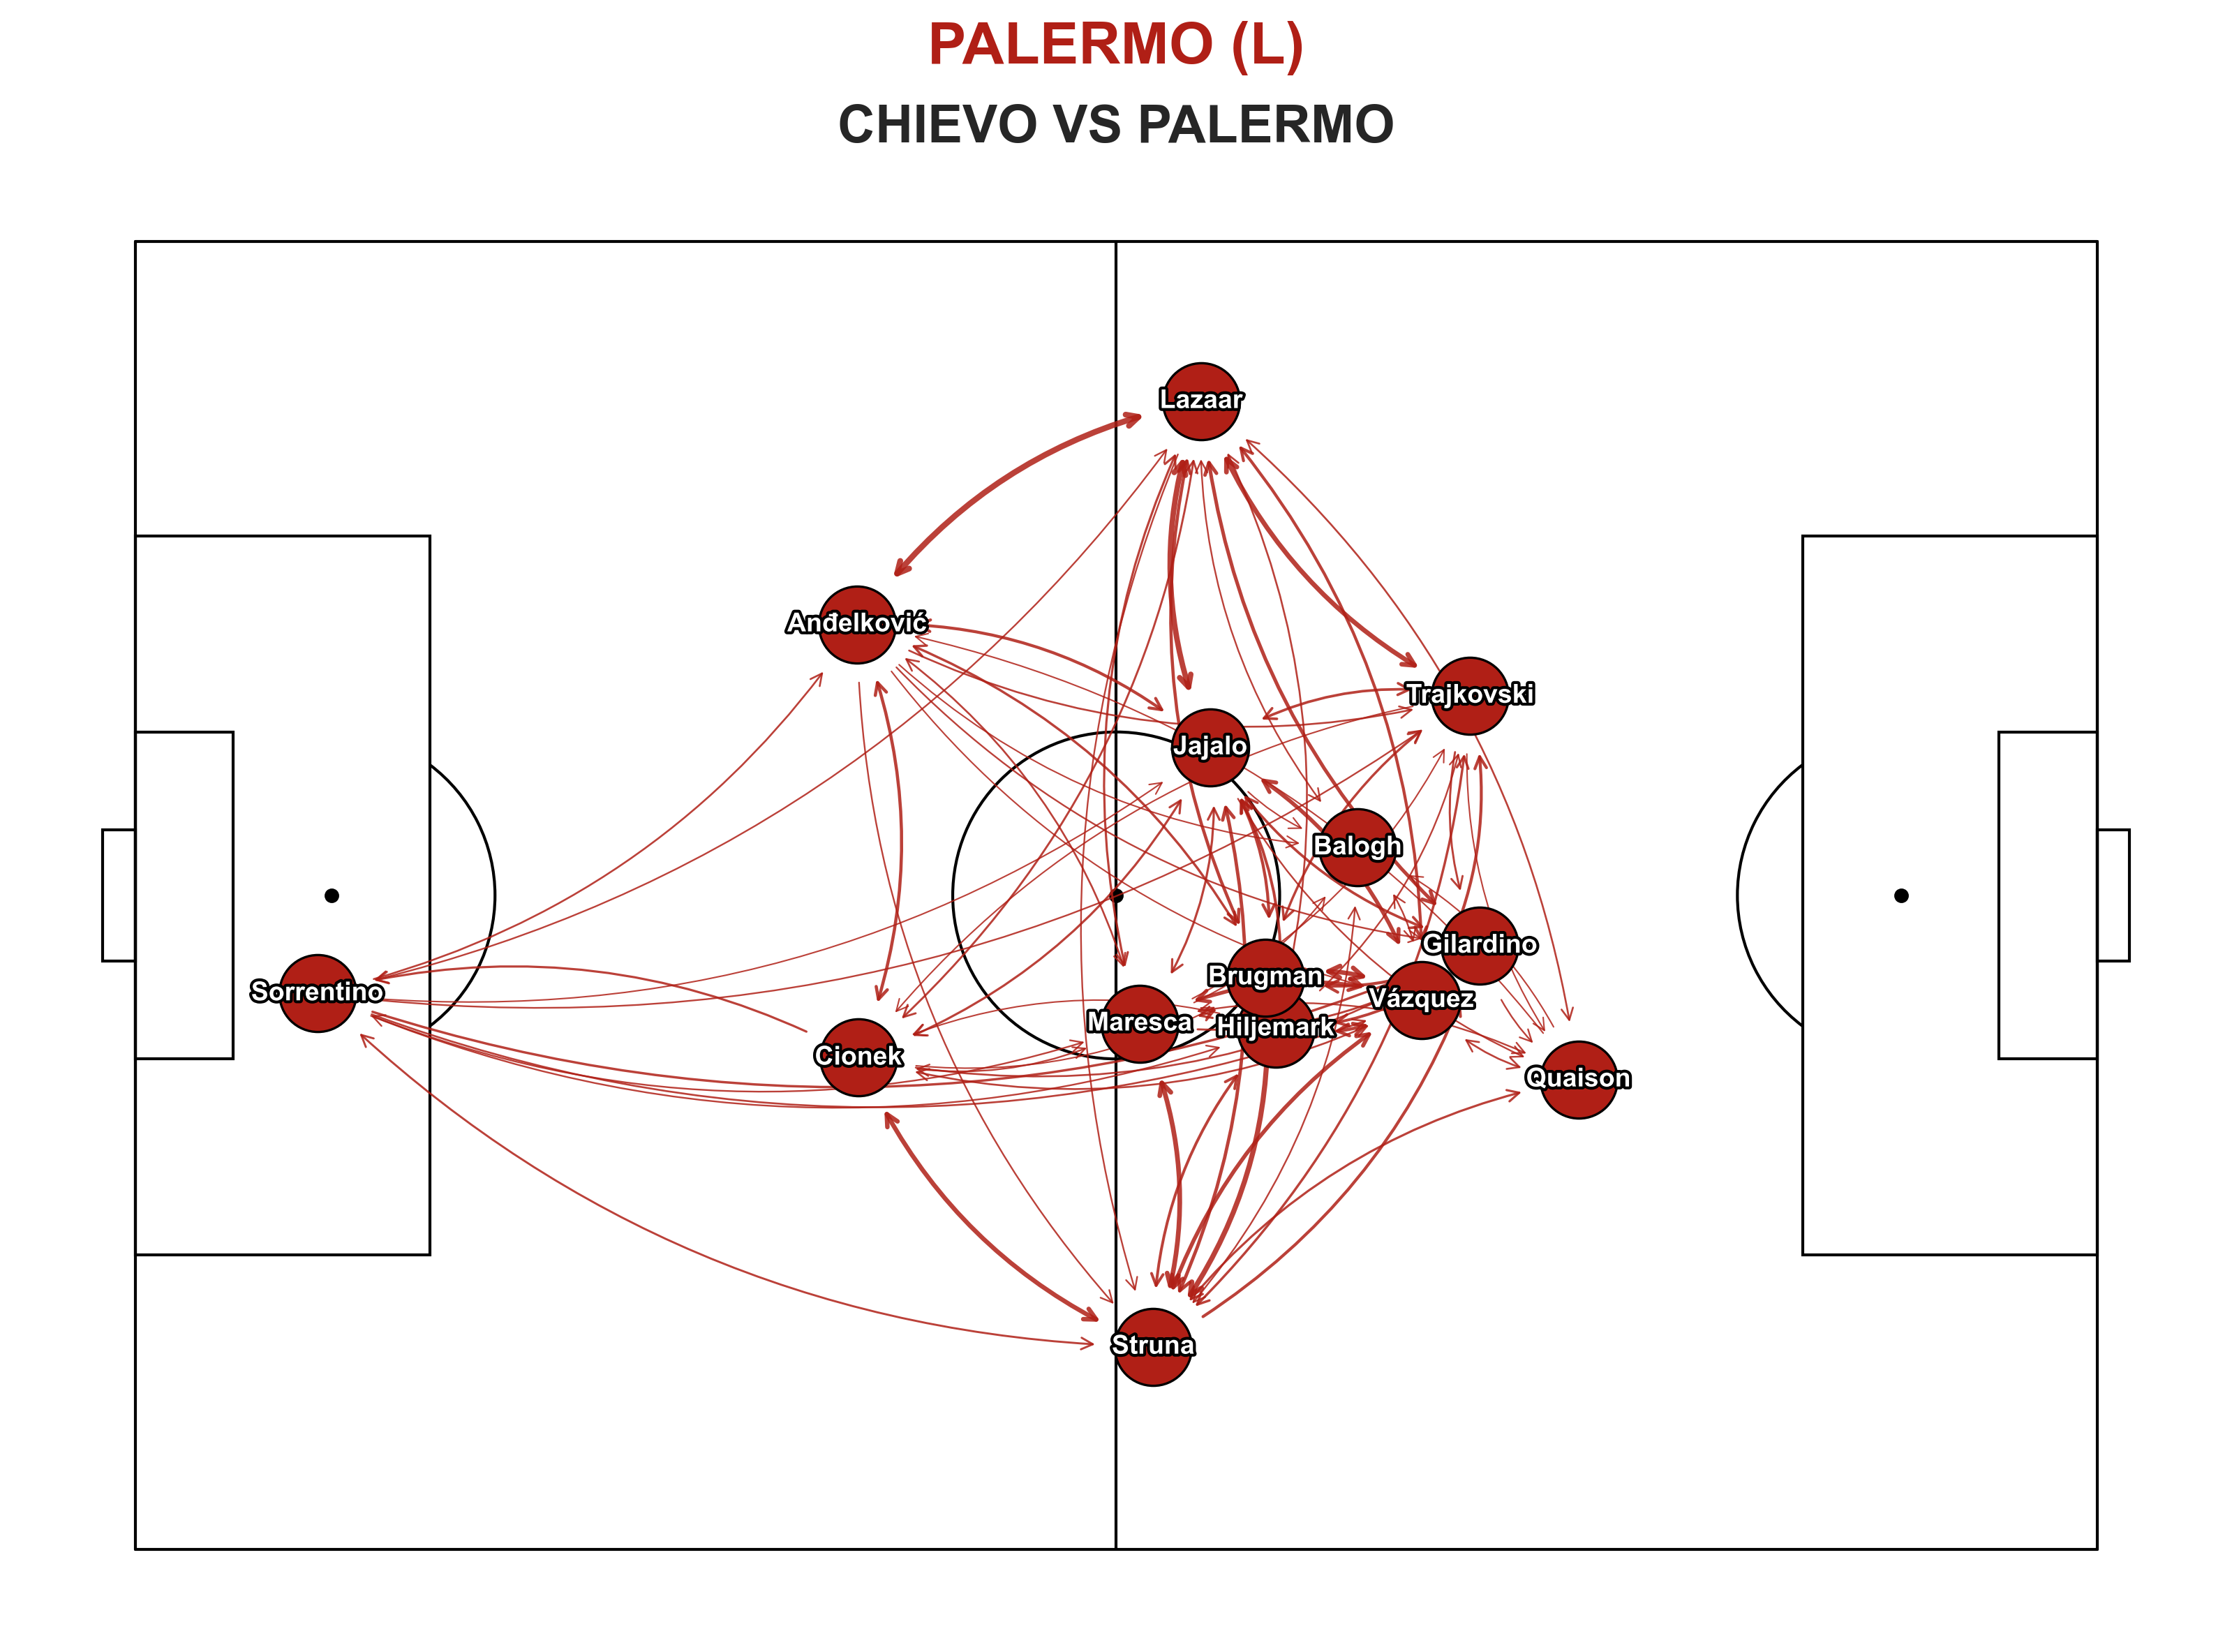 PALERMO (L)
CHIEVO VS PALERMO
Lazaar
Anđelković
Trajkovski
Jajalo
Balogh
Gilardino
Brugman
Sorrentino
Vázquez
Maresca
Hiljemark
Cionek
Quaison
Struna